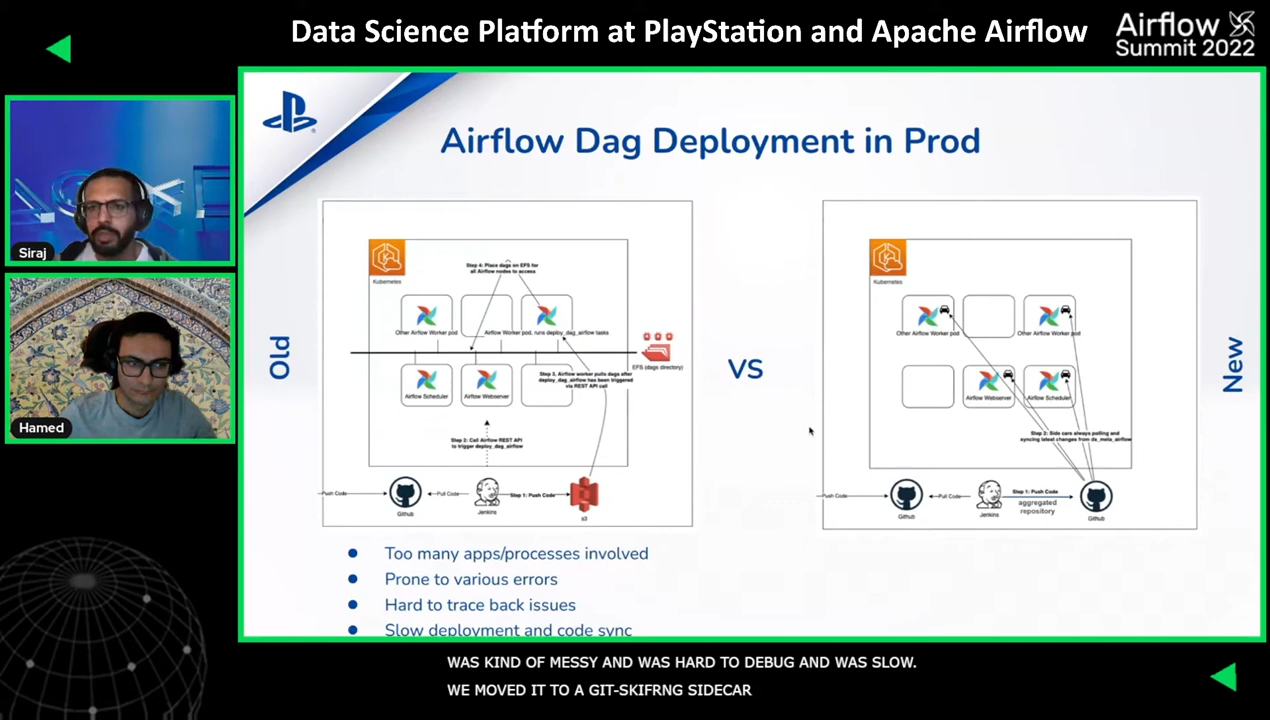 Data Science Platform at PlayStation and Apache Airflow
Airflow
Summit 2022
Airflow Dag Deployment in Prod
Siraj
Hamed
Old
Kubernetes
Step 4: Place dags on EFS for
all Airflow nodes to access
Other Airflow Worker pod
Airflow Worker pod, runs deploy_dag_airflow tasks
EFS (dags directory)
Step 3, Airflow worker pulls dags after
deploy_dag_airflow has been triggered
via REST API call
Airflow Scheduler
Airflow Webserver
Step 2: Call Airflow REST API
to trigger deploy_dag_airflow
Push Code
Github
Pull Code
Jenkins
Step 1: Push Code
s3
VS
New
Kubernetes
Other Airflow Worker pod
Other Airflow Worker pod
Airflow Webserver
Airflow Scheduler
Step 2: Side cars always polling and
syncing latest changes from ds_meta_airflow
Push Code
Github
Pull Code
Jenkins
Step 1: Push Code
aggregated
repository
Github
Too many apps/processes involved
Prone to various errors
Hard to trace back issues
Slow deployment and code sync
WAS KIND OF MESSY AND WAS HARD TO DEBUG AND WAS SLOW.
WE MOVED IT TO A GIT-SKIFRNG SIDECAR